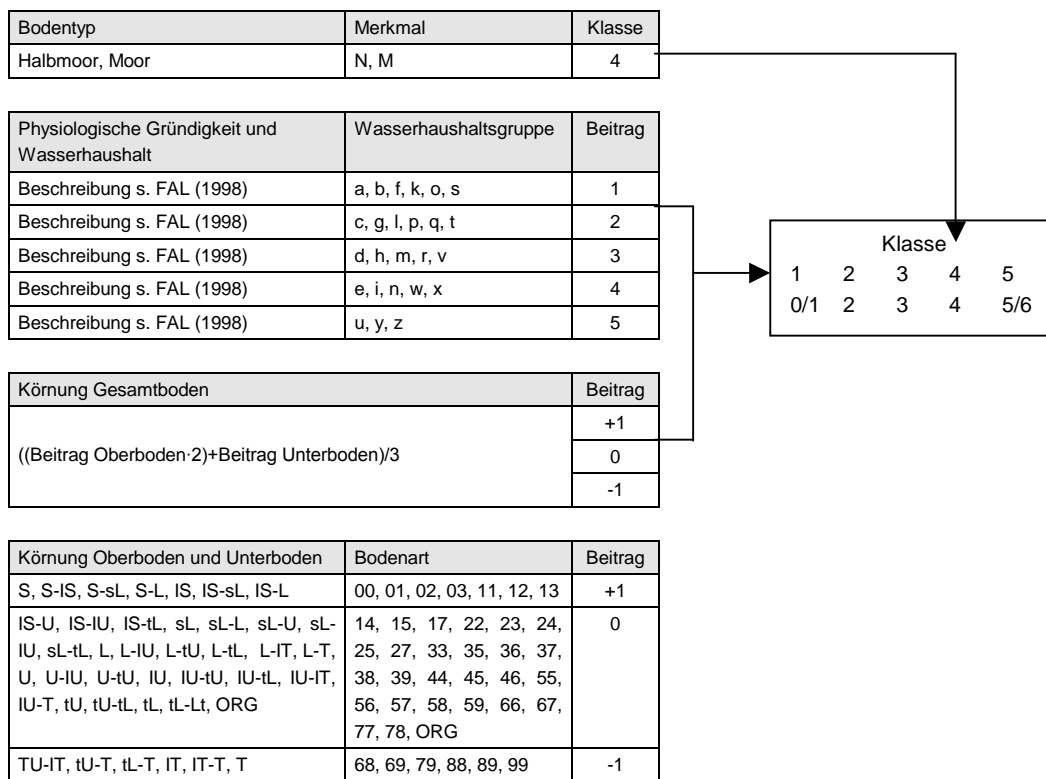 Bodentyp Merkmal Klasse
Halbmoor, Moor N, M 4
Physiologische Gründigkeit und Wasserhaushaltsgruppe Beitrag
Wasserhaushalt
Beschreibung s. FAL (1998) a, b, f, k, o, s 1
Beschreibung s. FAL (1998) c, g, l, p, q, t 2
Beschreibung s. FAL (1998) d, h, m, r, v 3
Beschreibung s. FAL (1998) e, i, n, w, x 4
Beschreibung s. FAL (1998) u, y, z 5
Klasse
1 2 3 4 5
0/1 2 3 4 5/6
Körnung Gesamtboden Beitrag
+1
((Beitrag Oberboden·2)+Beitrag Unterboden)/3 0
-1
Körnung Oberboden und Unterboden Bodenart Beitrag
S, S-lS, S-sL, S-L, lS, lS-sL, lS-L 00, 01, 02, 03, 11, 12, 13 +1
lS-U, lS-lU, lS-tL, sL, sL-L, sL-U, sL- 14, 15, 17, 22, 23, 24, 0
lU, sL-tL, L, L-lU, L-tU, L-tL, L-lT, L-T, 25, 27, 33, 35, 36, 37,
U, U-lU, U-tU, lU, lU-tU, lU-tL, lU-lT, 38, 39, 44, 45, 46, 55,
lU-T, tU, tU-tL, tL, tL-Lt, ORG 56, 57, 58, 59, 66, 67,
77, 78, ORG
TU-lT, tU-T, tL-T, lT, lT-T, T 68, 69, 79, 88, 89, 99 -1